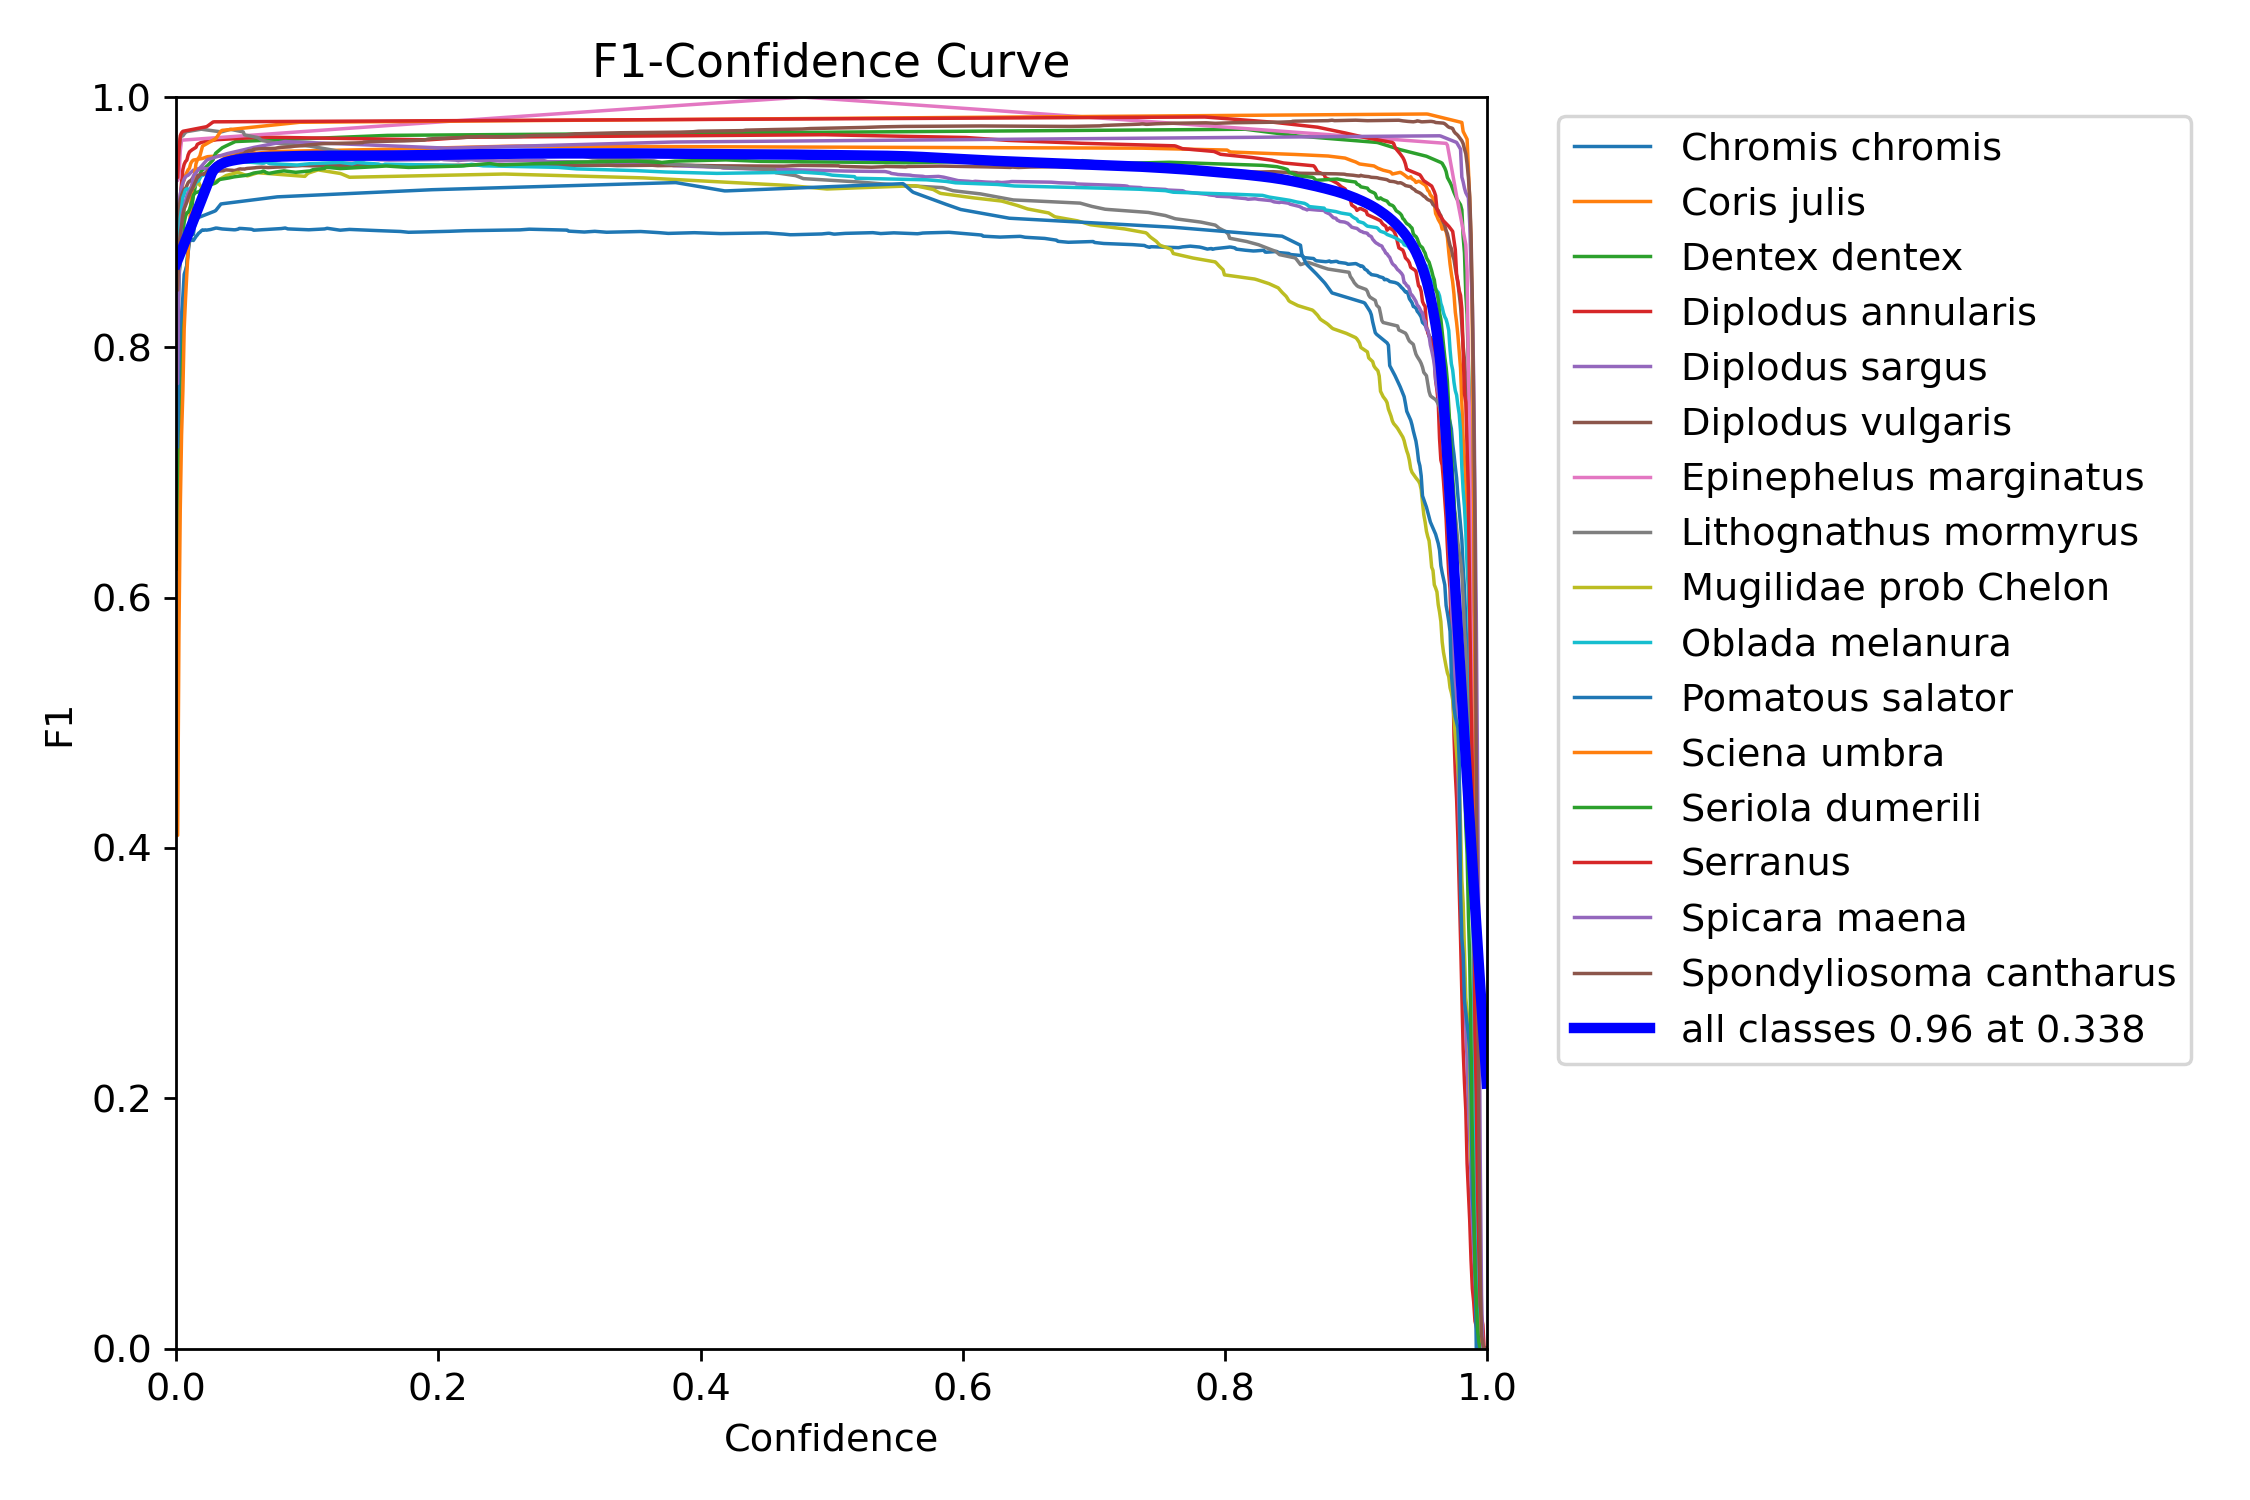 F1-Confidence Curve
1.0
0.8
0.6
0.4
0.2
0.0
F1
0.0 0.2 0.4 0.6 0.8 1.0
Confidence
Chromis chromis
Coris julis
Dentex dentex
Diplodus annularis
Diplodus sargus
Diplodus vulgaris
Epinephelus marginatus
Lithognathus mormyrus
Mugilidae prob Chelon
Oblada melanura
Pomatous salator
Sciena umbra
Seriola dumerili
Serranus
Spicara maena
Spondyliosoma cantharus
all classes 0.96 at 0.338